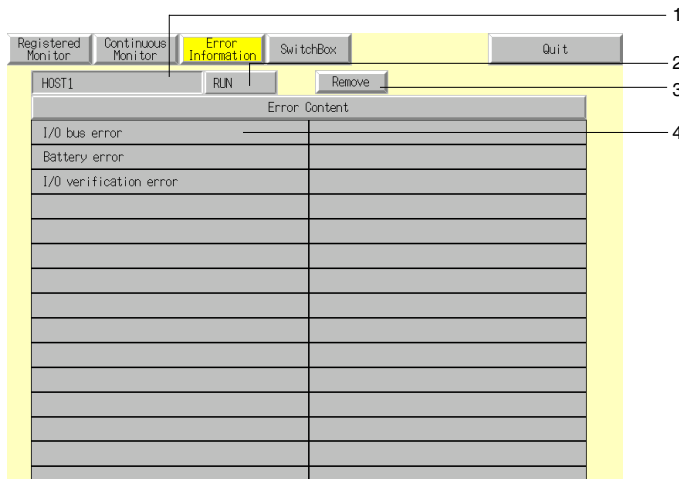 1
Registered Monitor
Continuous Monitor
Error Information
SwitchBox
Quit
2
HOST1
RUN
Remove
3
Error Content
I/O bus error
4
Battery error
I/O verification error